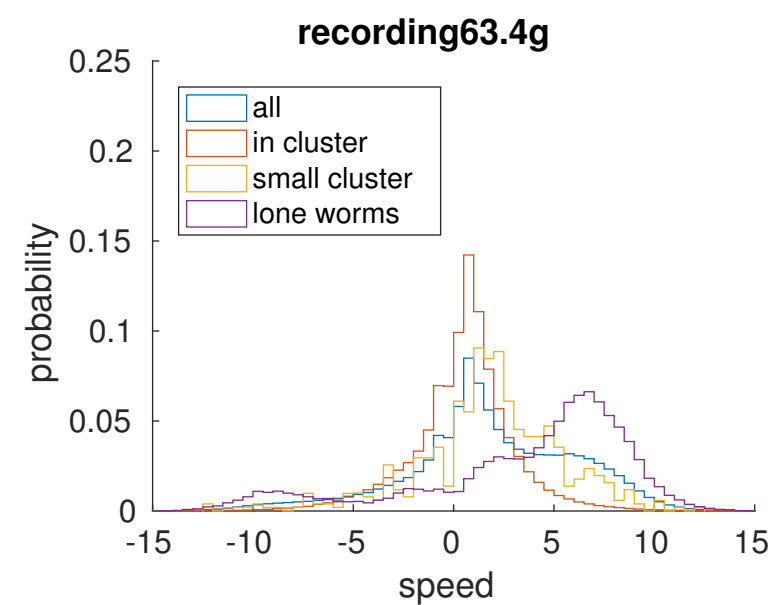 recording63.4g
0.25
0.2
0.15
0.1
0.05
0
probability
all
in cluster
small cluster
lone worms
-15 -10 -5 0 5 10 15
speed